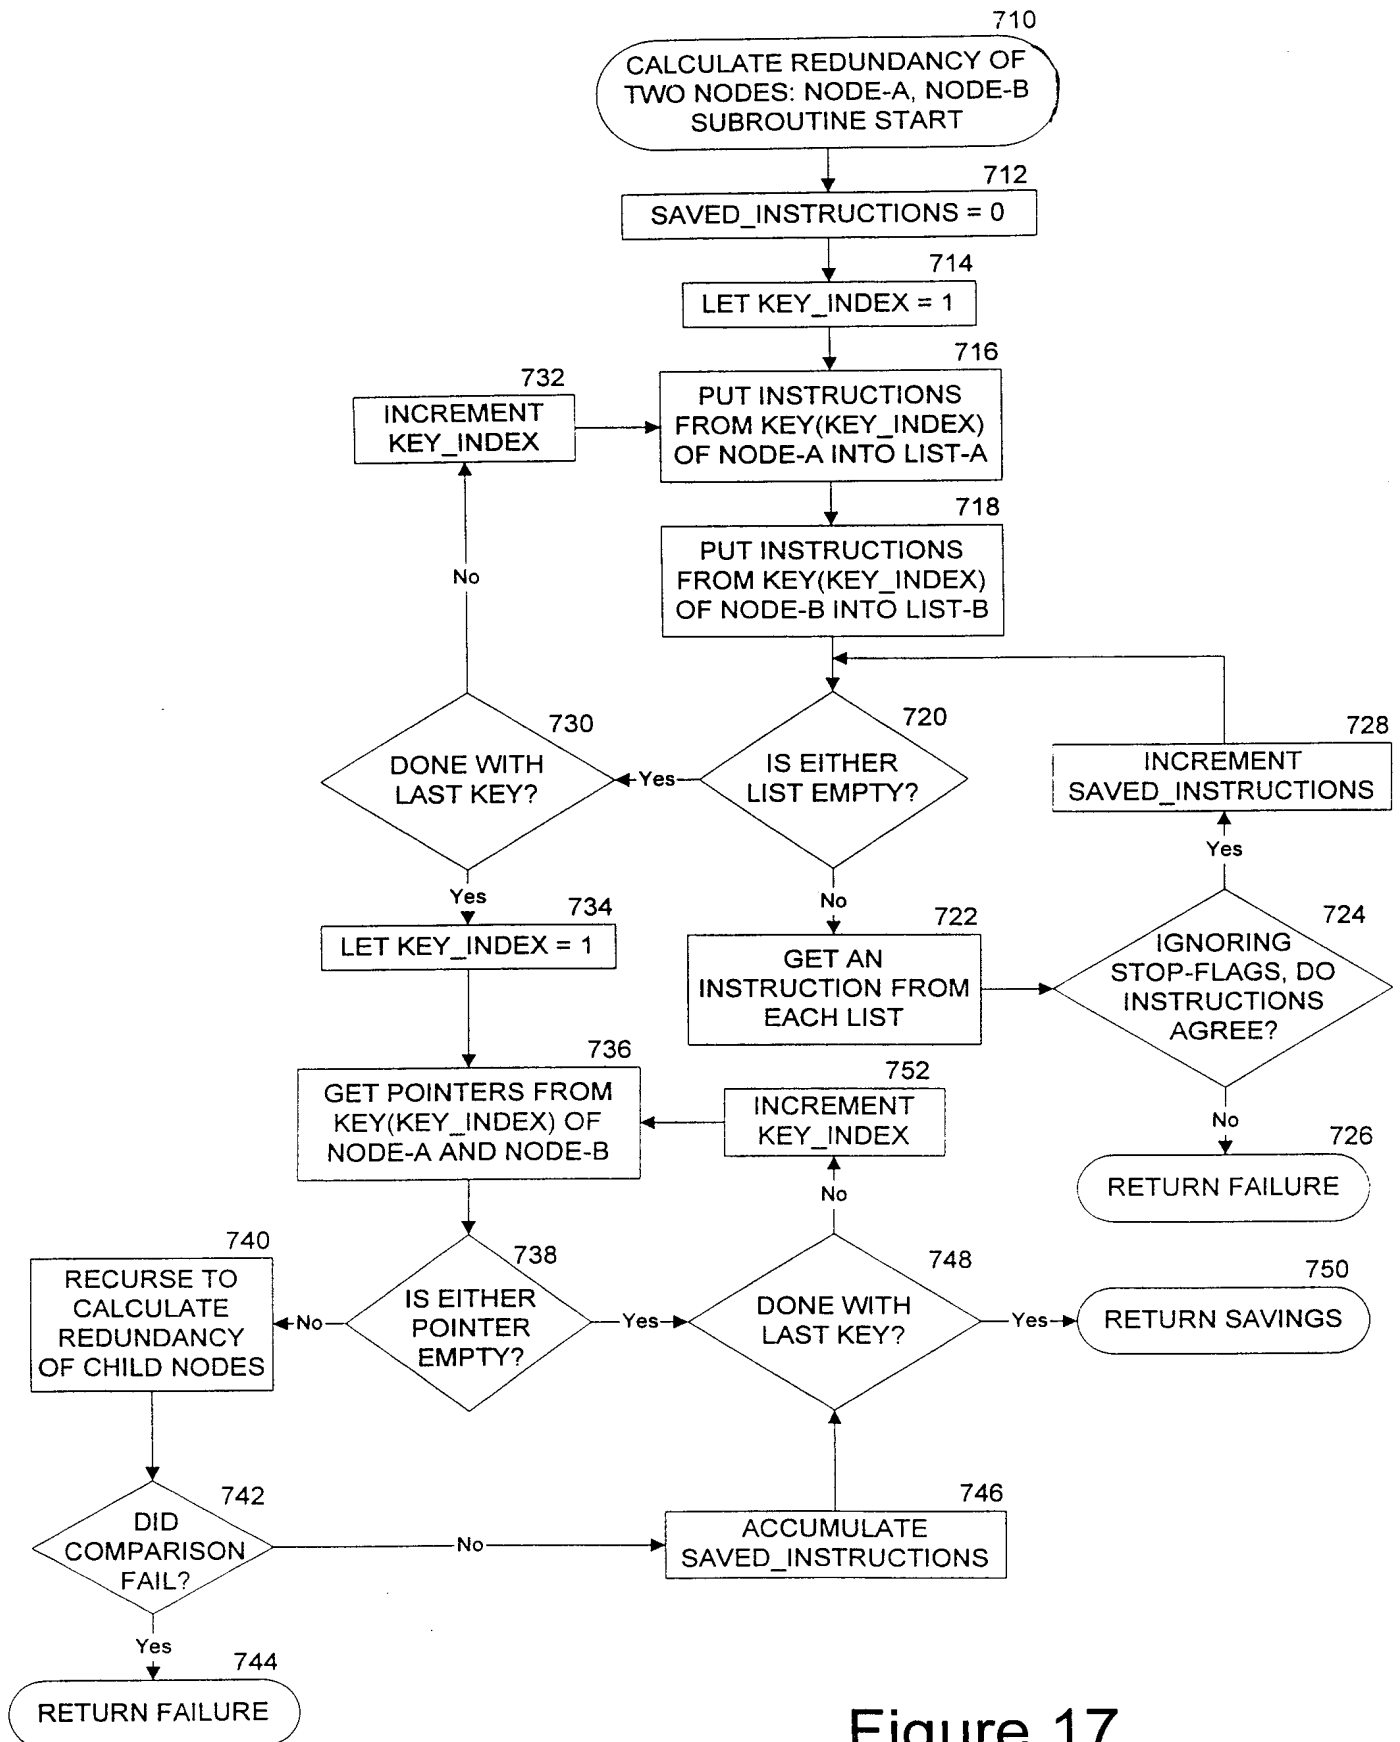 710
CALCULATE REDUNDANCY OF
TWO NODES: NODE-A, NODE-B
SUBROUTINE START
712
SAVED_INSTRUCTIONS = 0
714
LET KEY_INDEX = 1
716
PUT INSTRUCTIONS
FROM KEY(KEY_INDEX)
OF NODE-A INTO LIST-A
732
INCREMENT
KEY_INDEX
718
PUT INSTRUCTIONS
FROM KEY(KEY_INDEX)
OF NODE-B INTO LIST-B
No
730
DONE WITH
LAST KEY?
Yes
720
IS EITHER
LIST EMPTY?
728
INCREMENT
SAVED_INSTRUCTIONS
Yes
Yes
No
734
LET KEY_INDEX = 1
722
GET AN
INSTRUCTION FROM
EACH LIST
724
IGNORING
STOP-FLAGS, DO
INSTRUCTIONS
AGREE?
No
726
RETURN FAILURE
736
GET POINTERS FROM
KEY(KEY_INDEX) OF
NODE-A AND NODE-B
752
INCREMENT
KEY_INDEX
No
740
RECURSE TO
CALCULATE
REDUNDANCY
OF CHILD NODES
No
738
IS EITHER
POINTER
EMPTY?
Yes
748
DONE WITH
LAST KEY?
Yes
750
RETURN SAVINGS
742
DID
COMPARISON
FAIL?
No
746
ACCUMULATE
SAVED_INSTRUCTIONS
Yes
744
RETURN FAILURE
Figure 17